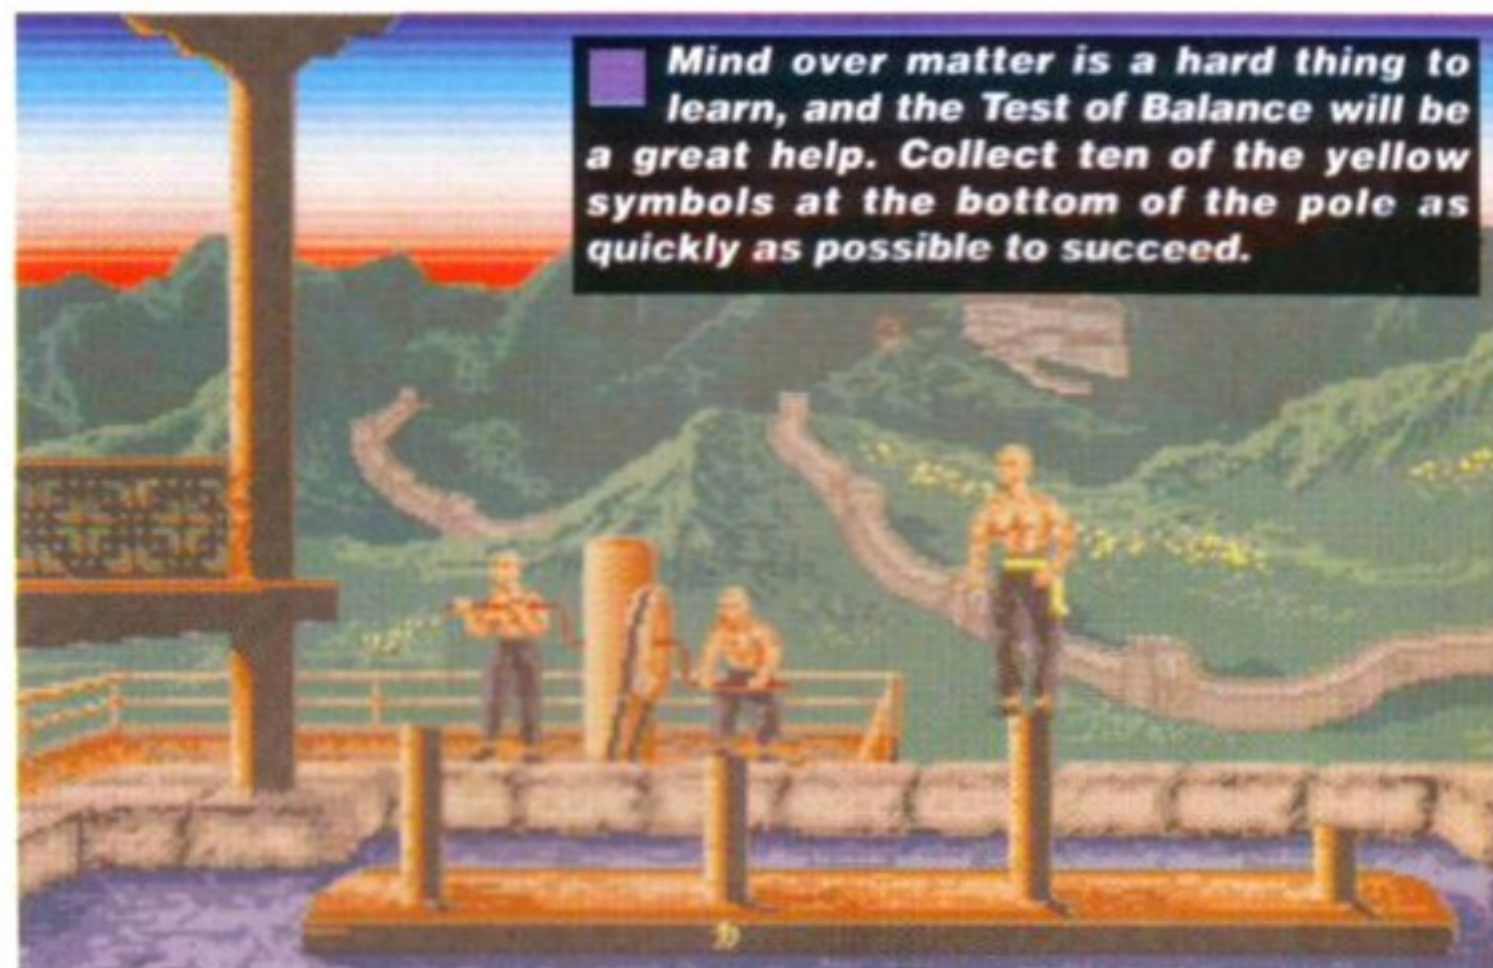 Mind over matter is a hard thing to
learn, and the Test of Balance will be
a great help. Collect ten of the yellow
symbols at the bottom of the pole as
quickly as possible to succeed.